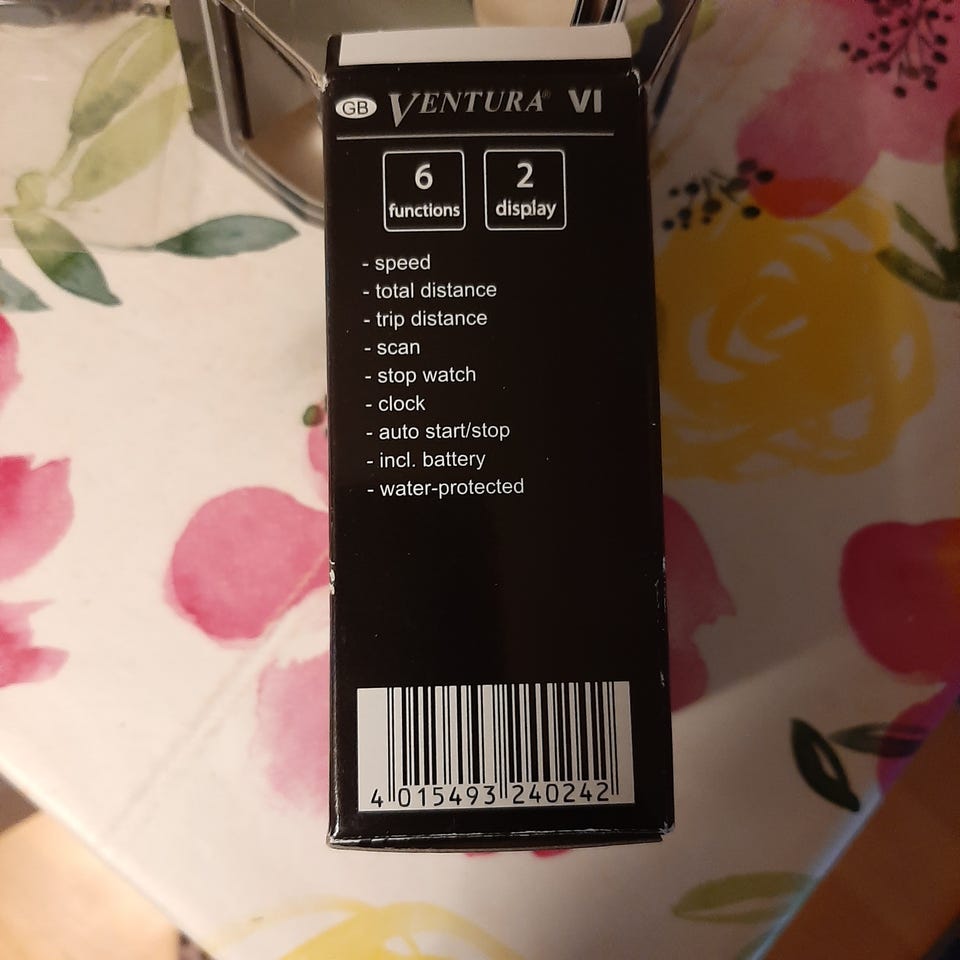 GB VENTURA® VI
6 functions
2 display
- speed
- total distance
- trip distance
- scan
- stop watch
- clock
- auto start/stop
- incl. battery
- water-protected
4 015493 240242